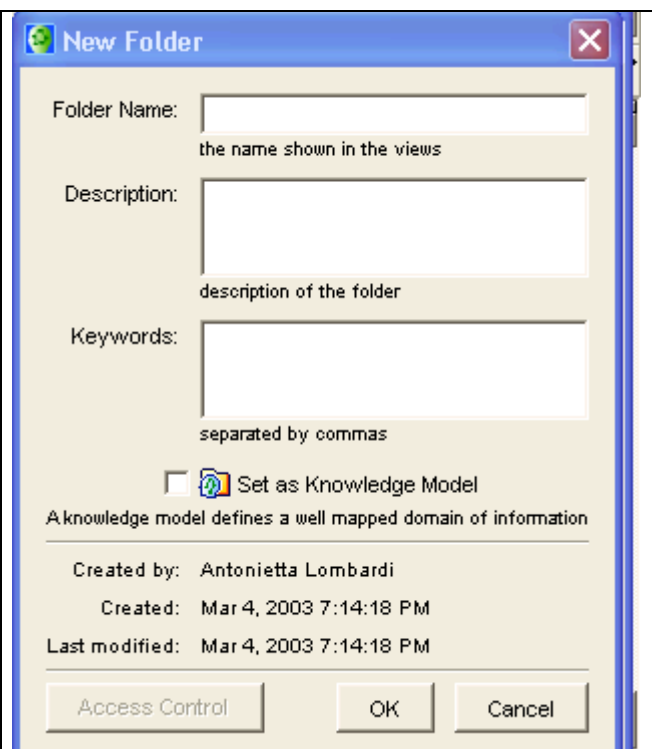 New Folder
Folder Name:
the name shown in the views
Description:
description of the folder
Keywords:
separated by commas
Set as Knowledge Model
A knowledge model defines a well mapped domain of information
Created by: Antonietta Lombardi
Created: Mar 4, 2003 7:14:18 PM
Last modified: Mar 4, 2003 7:14:18 PM
Access Control OK Cancel